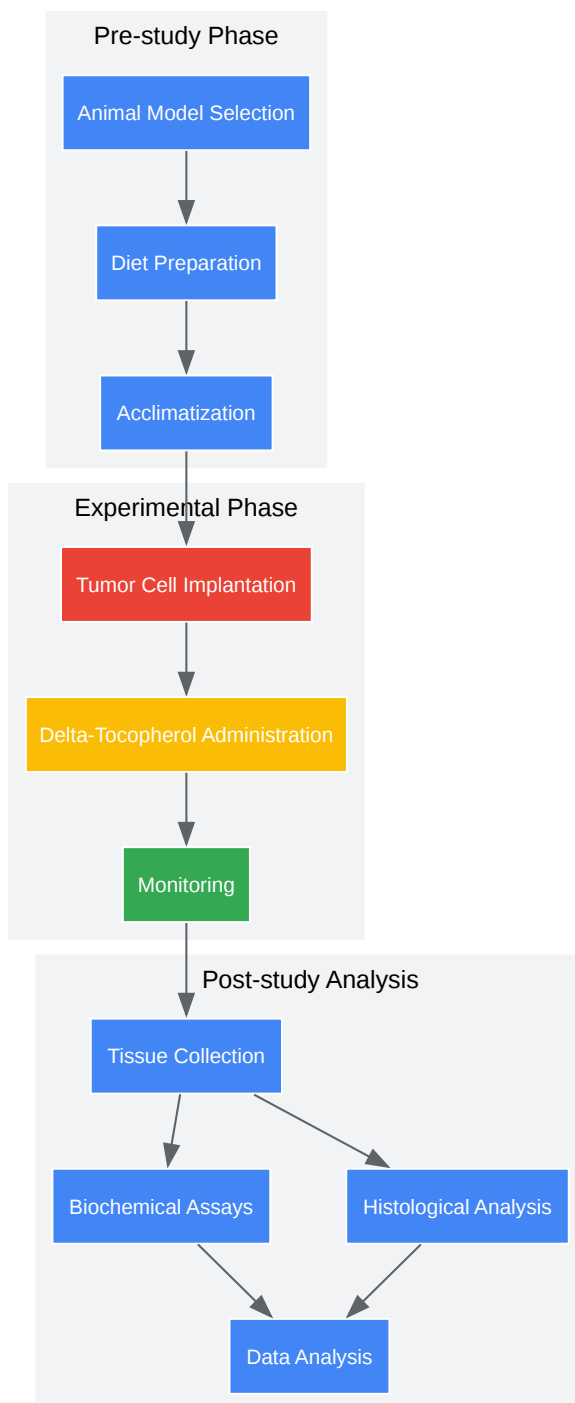 Pre-study Phase
Animal Model Selection
Diet Preparation
Acclimatization
Experimental Phase
Tumor Cell Implantation
Delta-Tocopherol Administration
Monitoring
Post-study Analysis
Tissue Collection
Biochemical Assays
Histological Analysis
Data Analysis